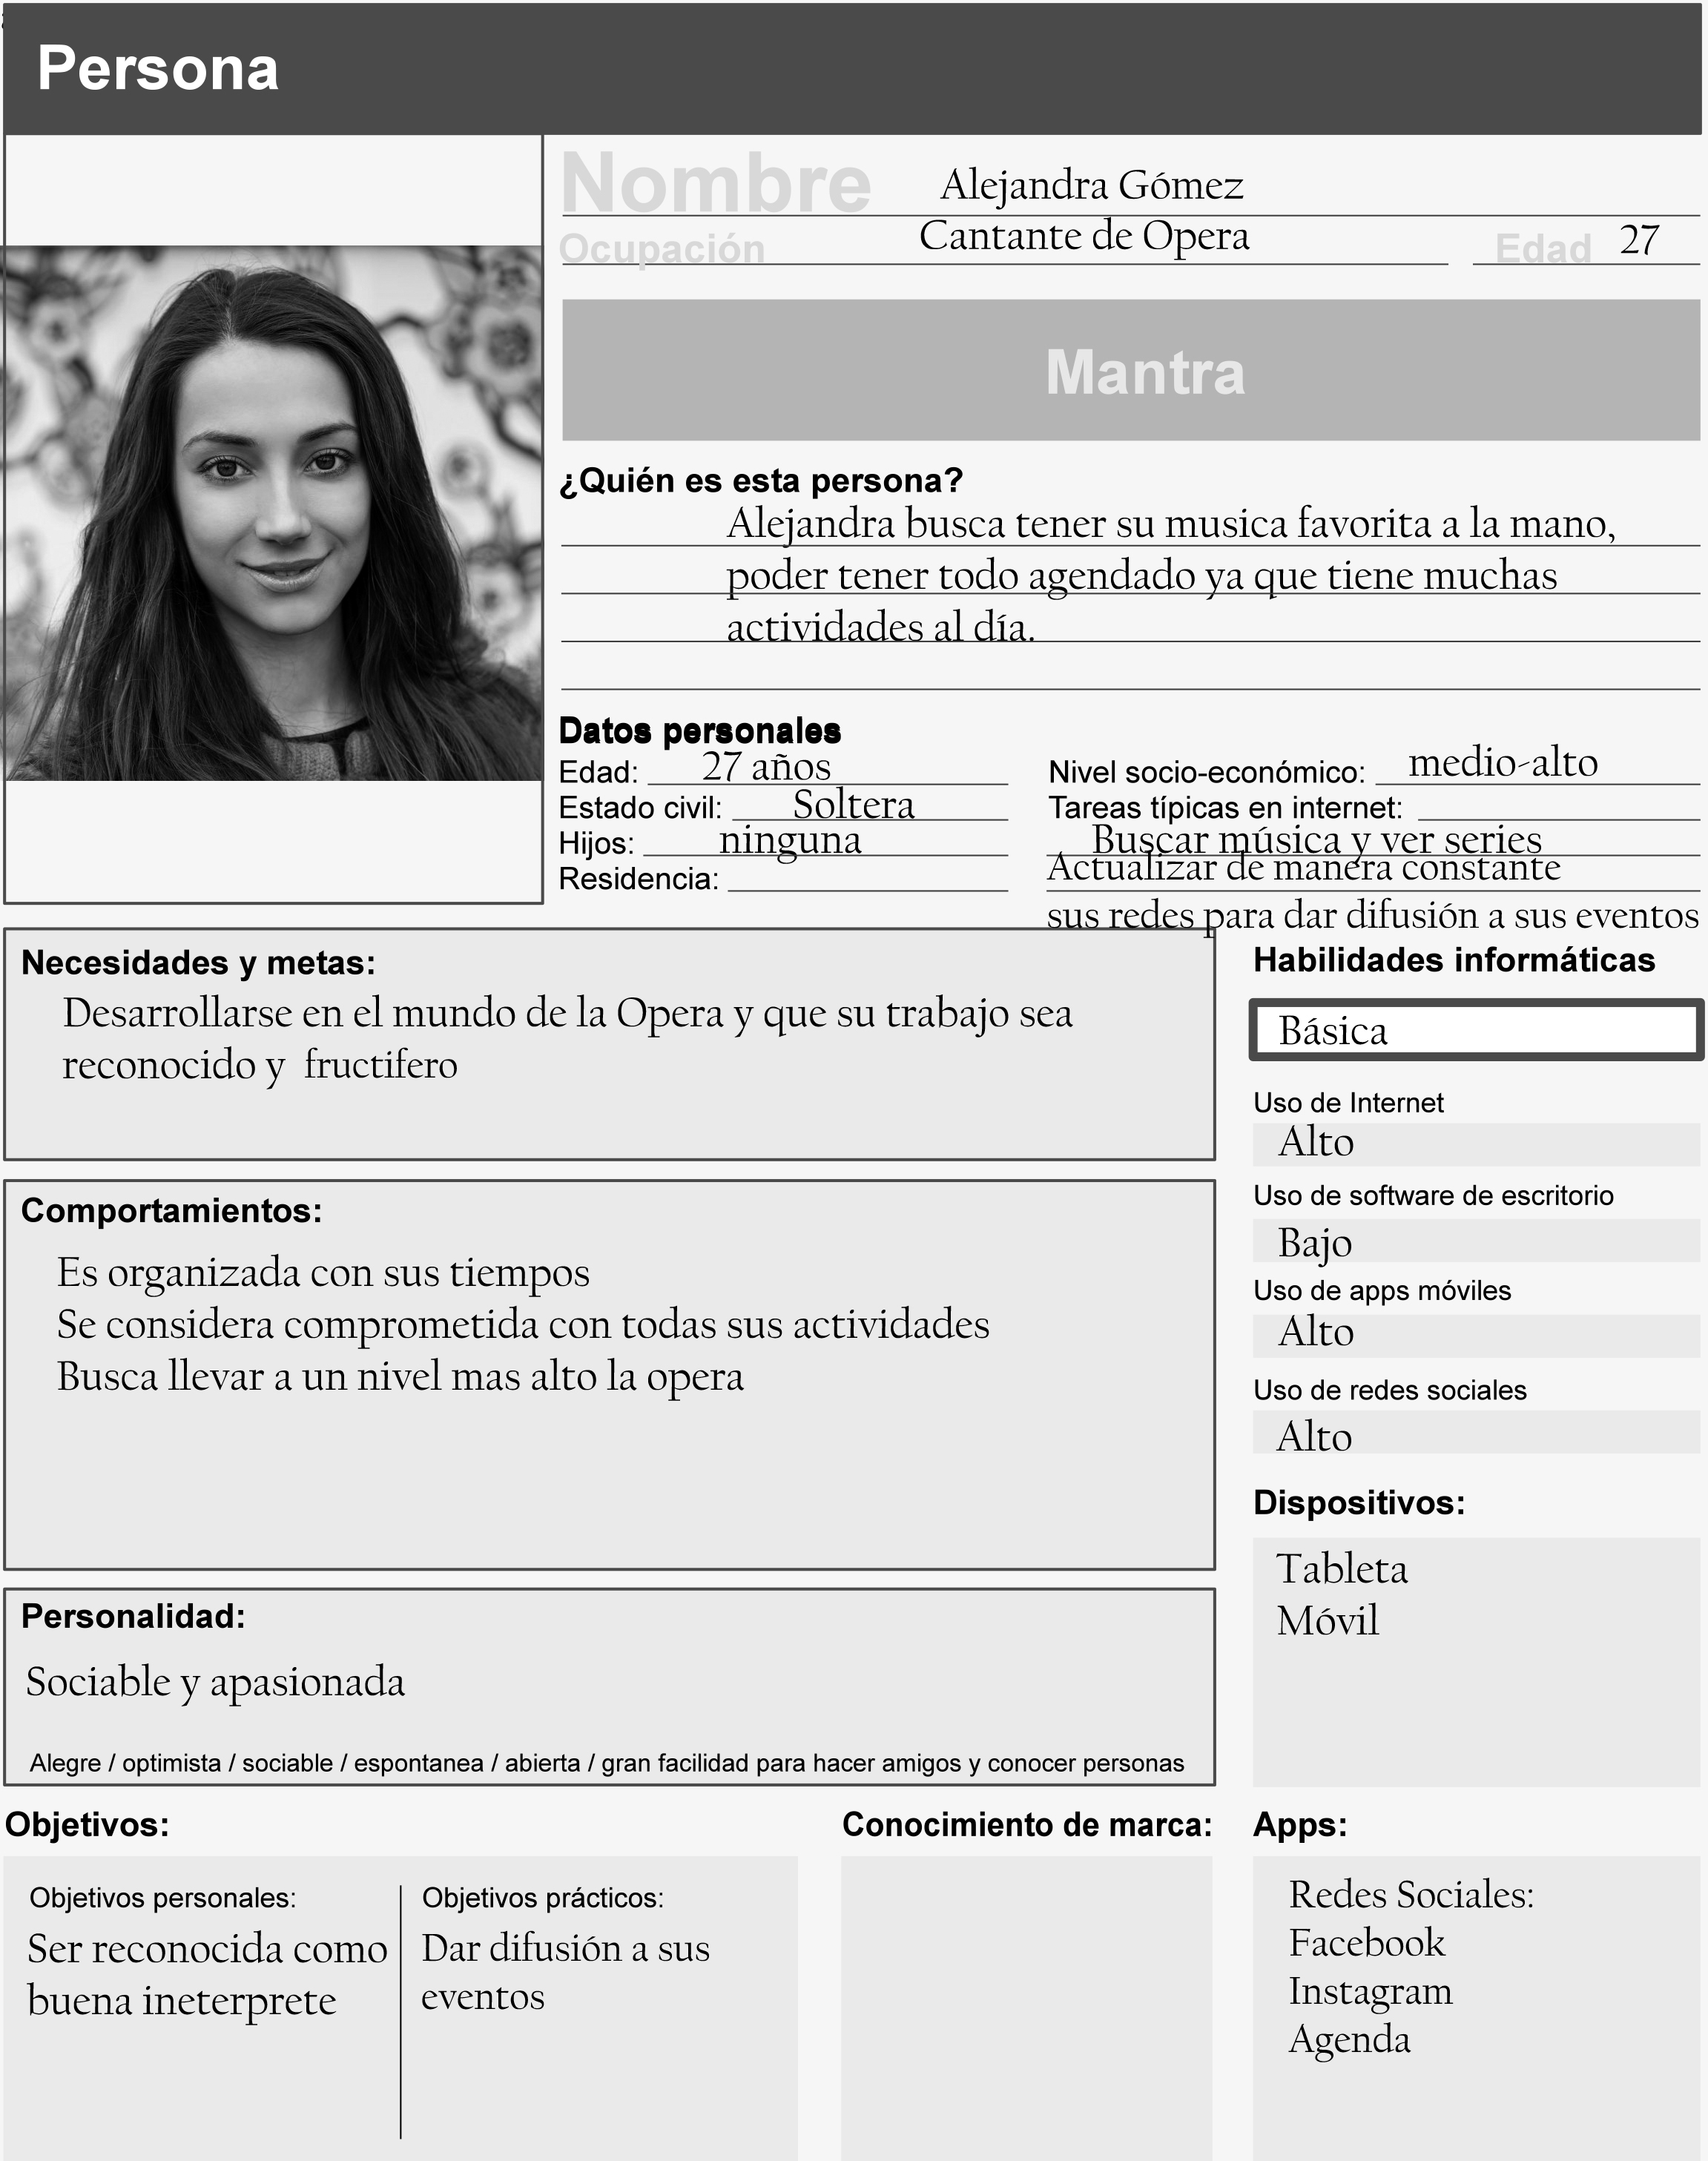 Persona
Nombre Alejandra Gómez
Ocupación Cantante de Opera Edad 27
Mantra
¿Quién es esta persona?
Alejandra busca tener su musica favorita a la mano,
poder tener todo agendado ya que tiene muchas
actividades al día.
Datos personales
Edad: 27 años
Estado civil: Soltera
Hijos: ninguna
Residencia:
Nivel socio-económico: medio-alto
Tareas típicas en internet:
Buscar música y ver series
Actualizar de manera constante
sus redes para dar difusión a sus eventos
Necesidades y metas:
Desarrollarse en el mundo de la Opera y que su trabajo sea
reconocido y fructifero
Comportamientos:
Es organizada con sus tiempos
Se considera comprometida con todas sus actividades
Busca llevar a un nivel mas alto la opera
Personalidad:
Sociable y apasionada
Alegre / optimista / sociable / espontanea / abierta / gran facilidad para hacer amigos y conocer personas
Habilidades informáticas
Básica
Uso de Internet
Alto
Uso de software de escritorio
Bajo
Uso de apps móviles
Alto
Uso de redes sociales
Alto
Dispositivos:
Tableta
Móvil
Objetivos:
Objetivos personales:
Ser reconocida como
buena ineterprete
Objetivos prácticos:
Dar difusión a sus
eventos
Conocimiento de marca:
Apps:
Redes Sociales:
Facebook
Instagram
Agenda